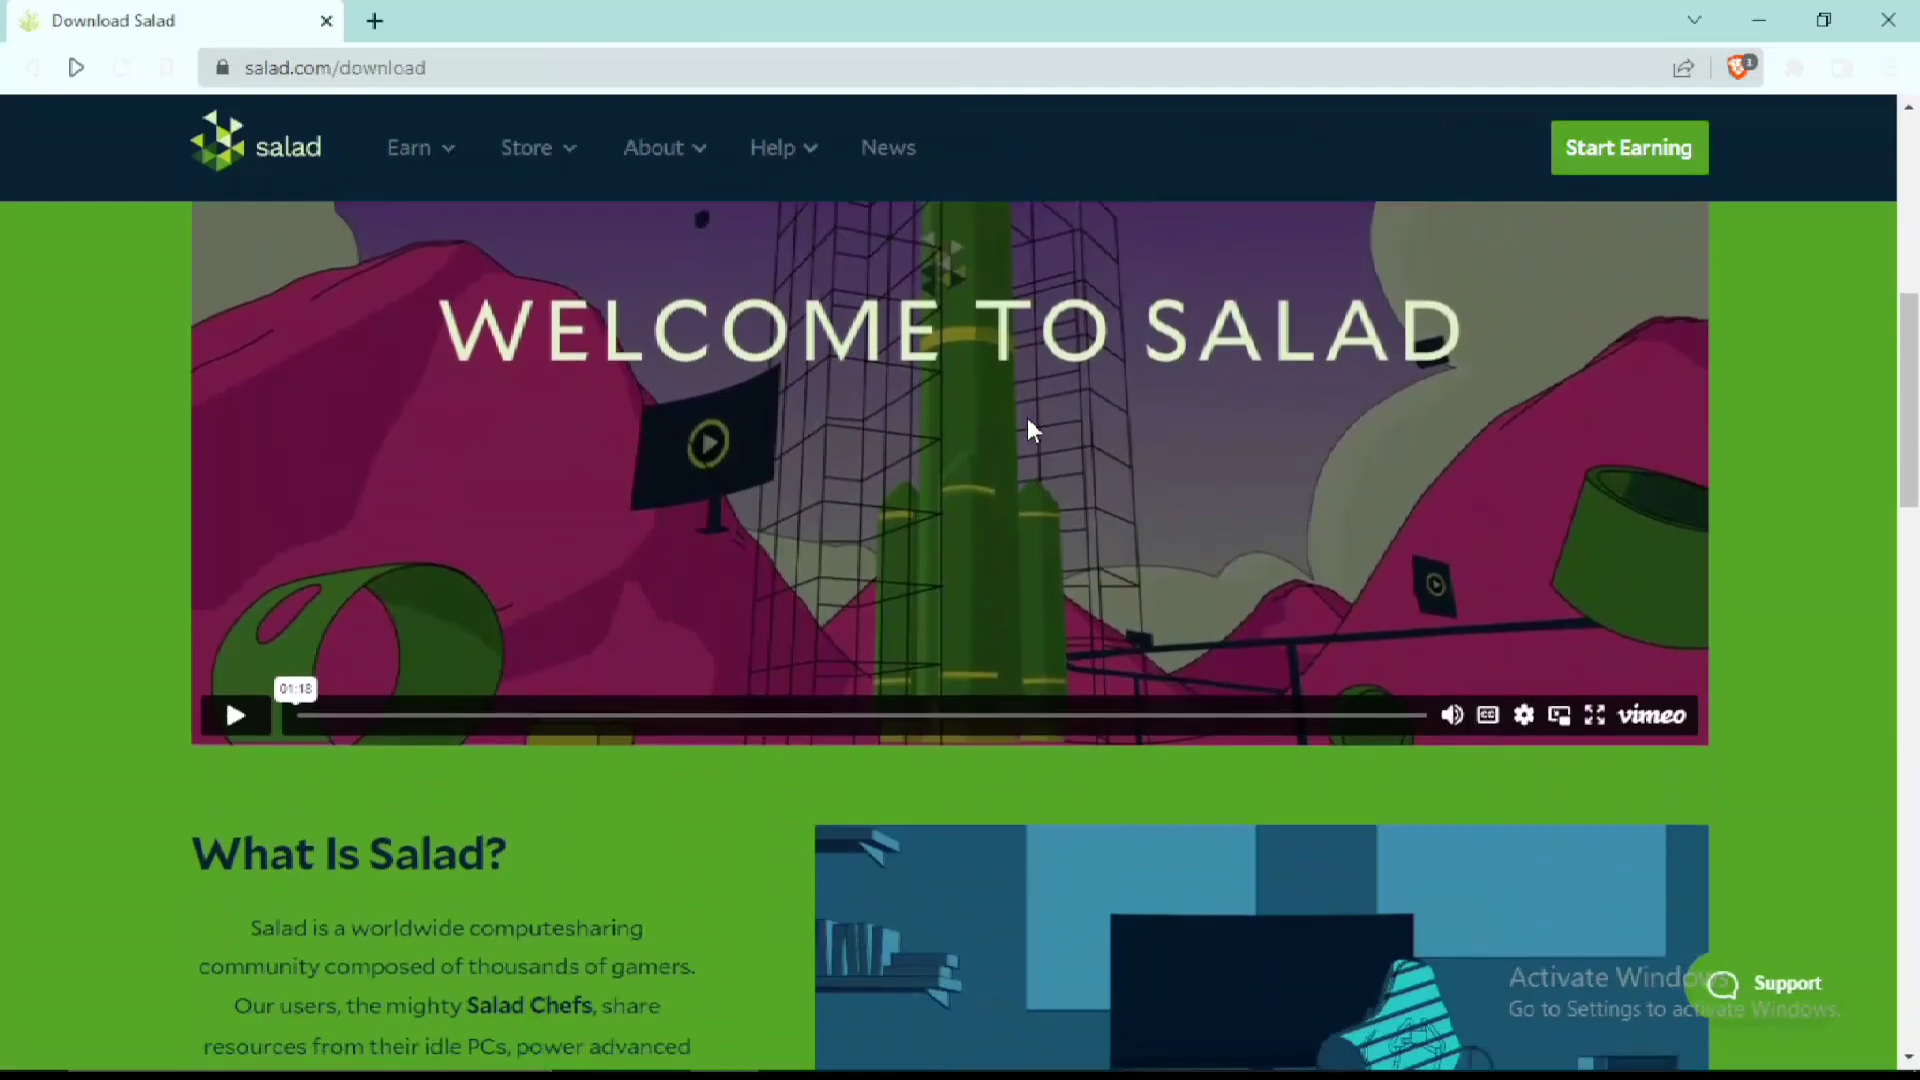 Download Salad
salad.com/download
1
salad
Earn
Store
About
Help
News
Start Earning
WELCOME TO SALAD
01:18
CC
vimeo
What Is Salad?
Salad is a worldwide computesharing
community composed of thousands of gamers.
Our users, the mighty Salad Chefs, share
resources from their idle PCs, power advanced
Activate Windows
Go to Settings to activate Windows.
Support